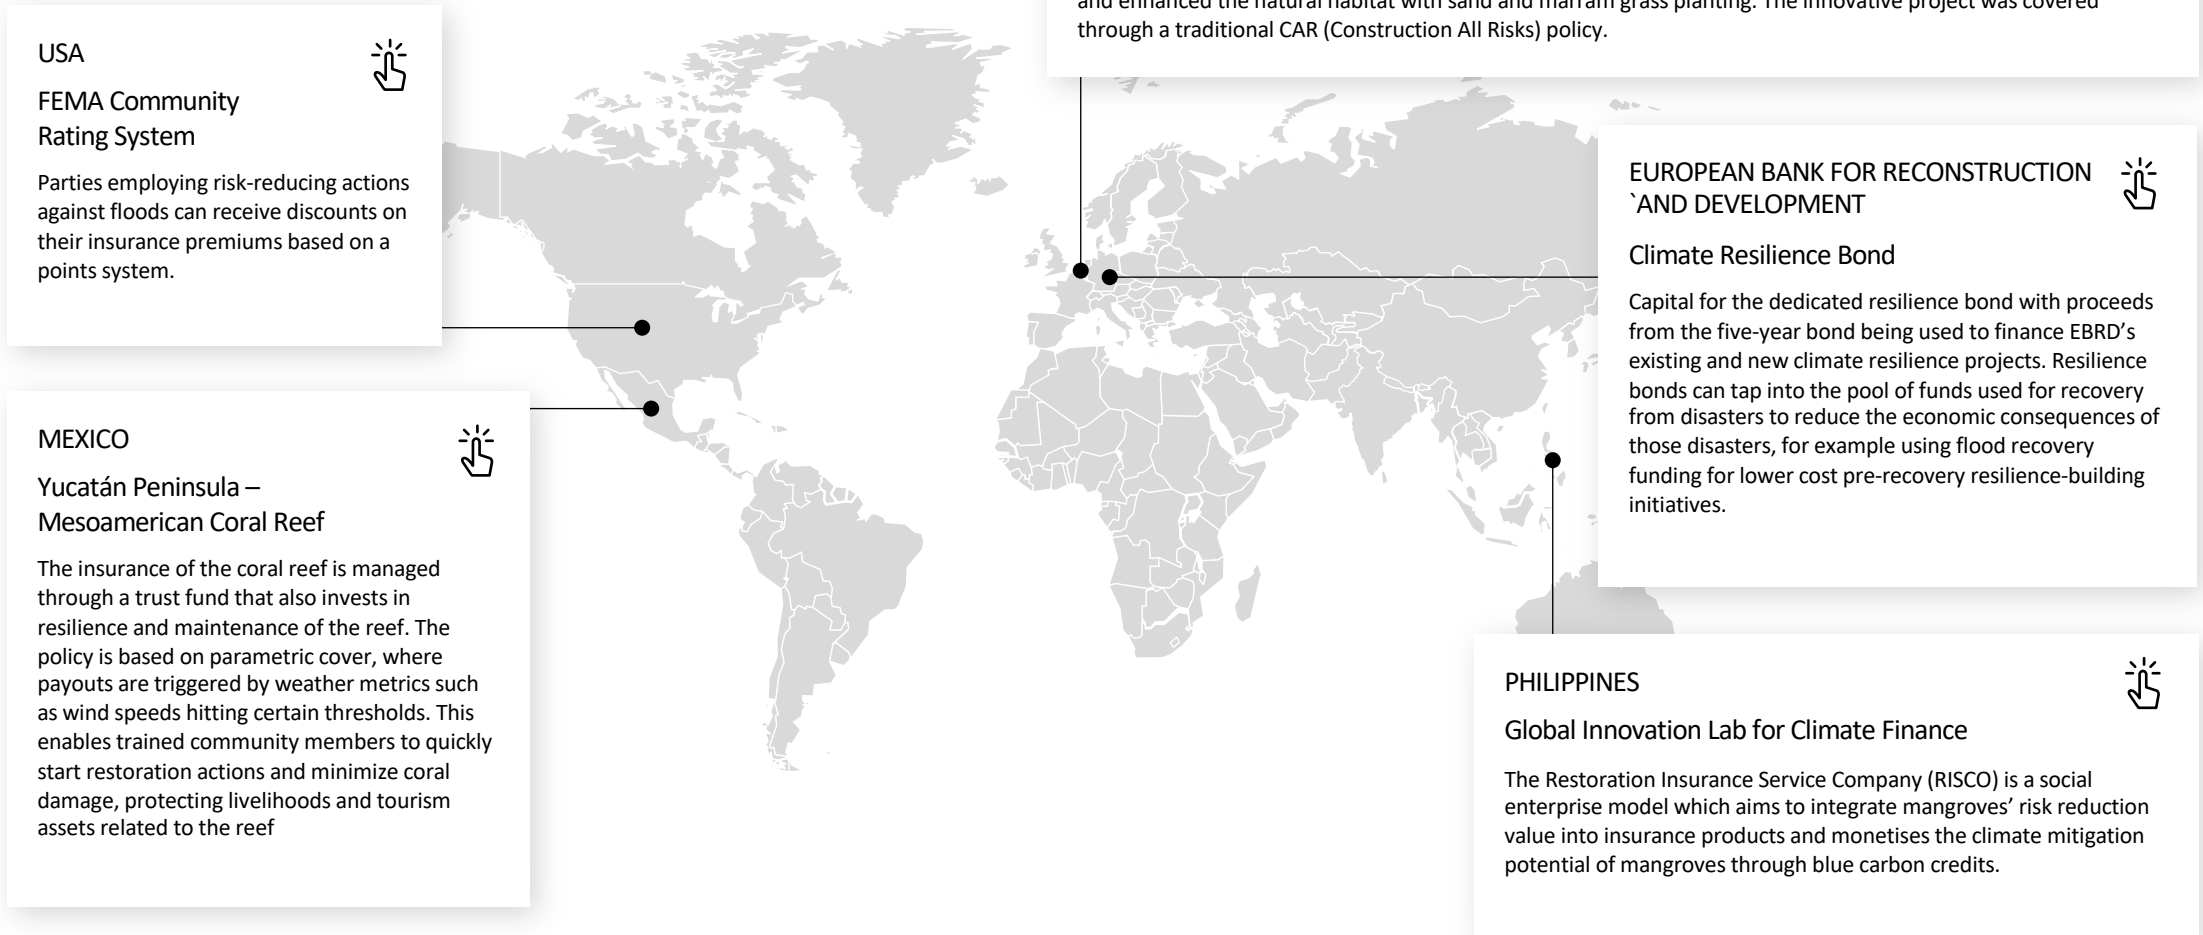 and enhanced the natural habitat with sand and marram grass planting. The innovative project was covered
through a traditional CAR (Construction All Risks) policy.
USA
FEMA Community
Rating System
Parties employing risk-reducing actions
against floods can receive discounts on
their insurance premiums based on a
points system.
EUROPEAN BANK FOR RECONSTRUCTION
`AND DEVELOPMENT
Climate Resilience Bond
Capital for the dedicated resilience bond with proceeds
from the five-year bond being used to finance EBRD’s
existing and new climate resilience projects. Resilience
bonds can tap into the pool of funds used for recovery
from disasters to reduce the economic consequences of
those disasters, for example using flood recovery
funding for lower cost pre-recovery resilience-building
initiatives.
MEXICO
Yucatán Peninsula –
Mesoamerican Coral Reef
The insurance of the coral reef is managed
through a trust fund that also invests in
resilience and maintenance of the reef. The
policy is based on parametric cover, where
payouts are triggered by weather metrics such
as wind speeds hitting certain thresholds. This
enables trained community members to quickly
start restoration actions and minimize coral
damage, protecting livelihoods and tourism
assets related to the reef
PHILIPPINES
Global Innovation Lab for Climate Finance
The Restoration Insurance Service Company (RISCO) is a social
enterprise model which aims to integrate mangroves’ risk reduction
value into insurance products and monetises the climate mitigation
potential of mangroves through blue carbon credits.